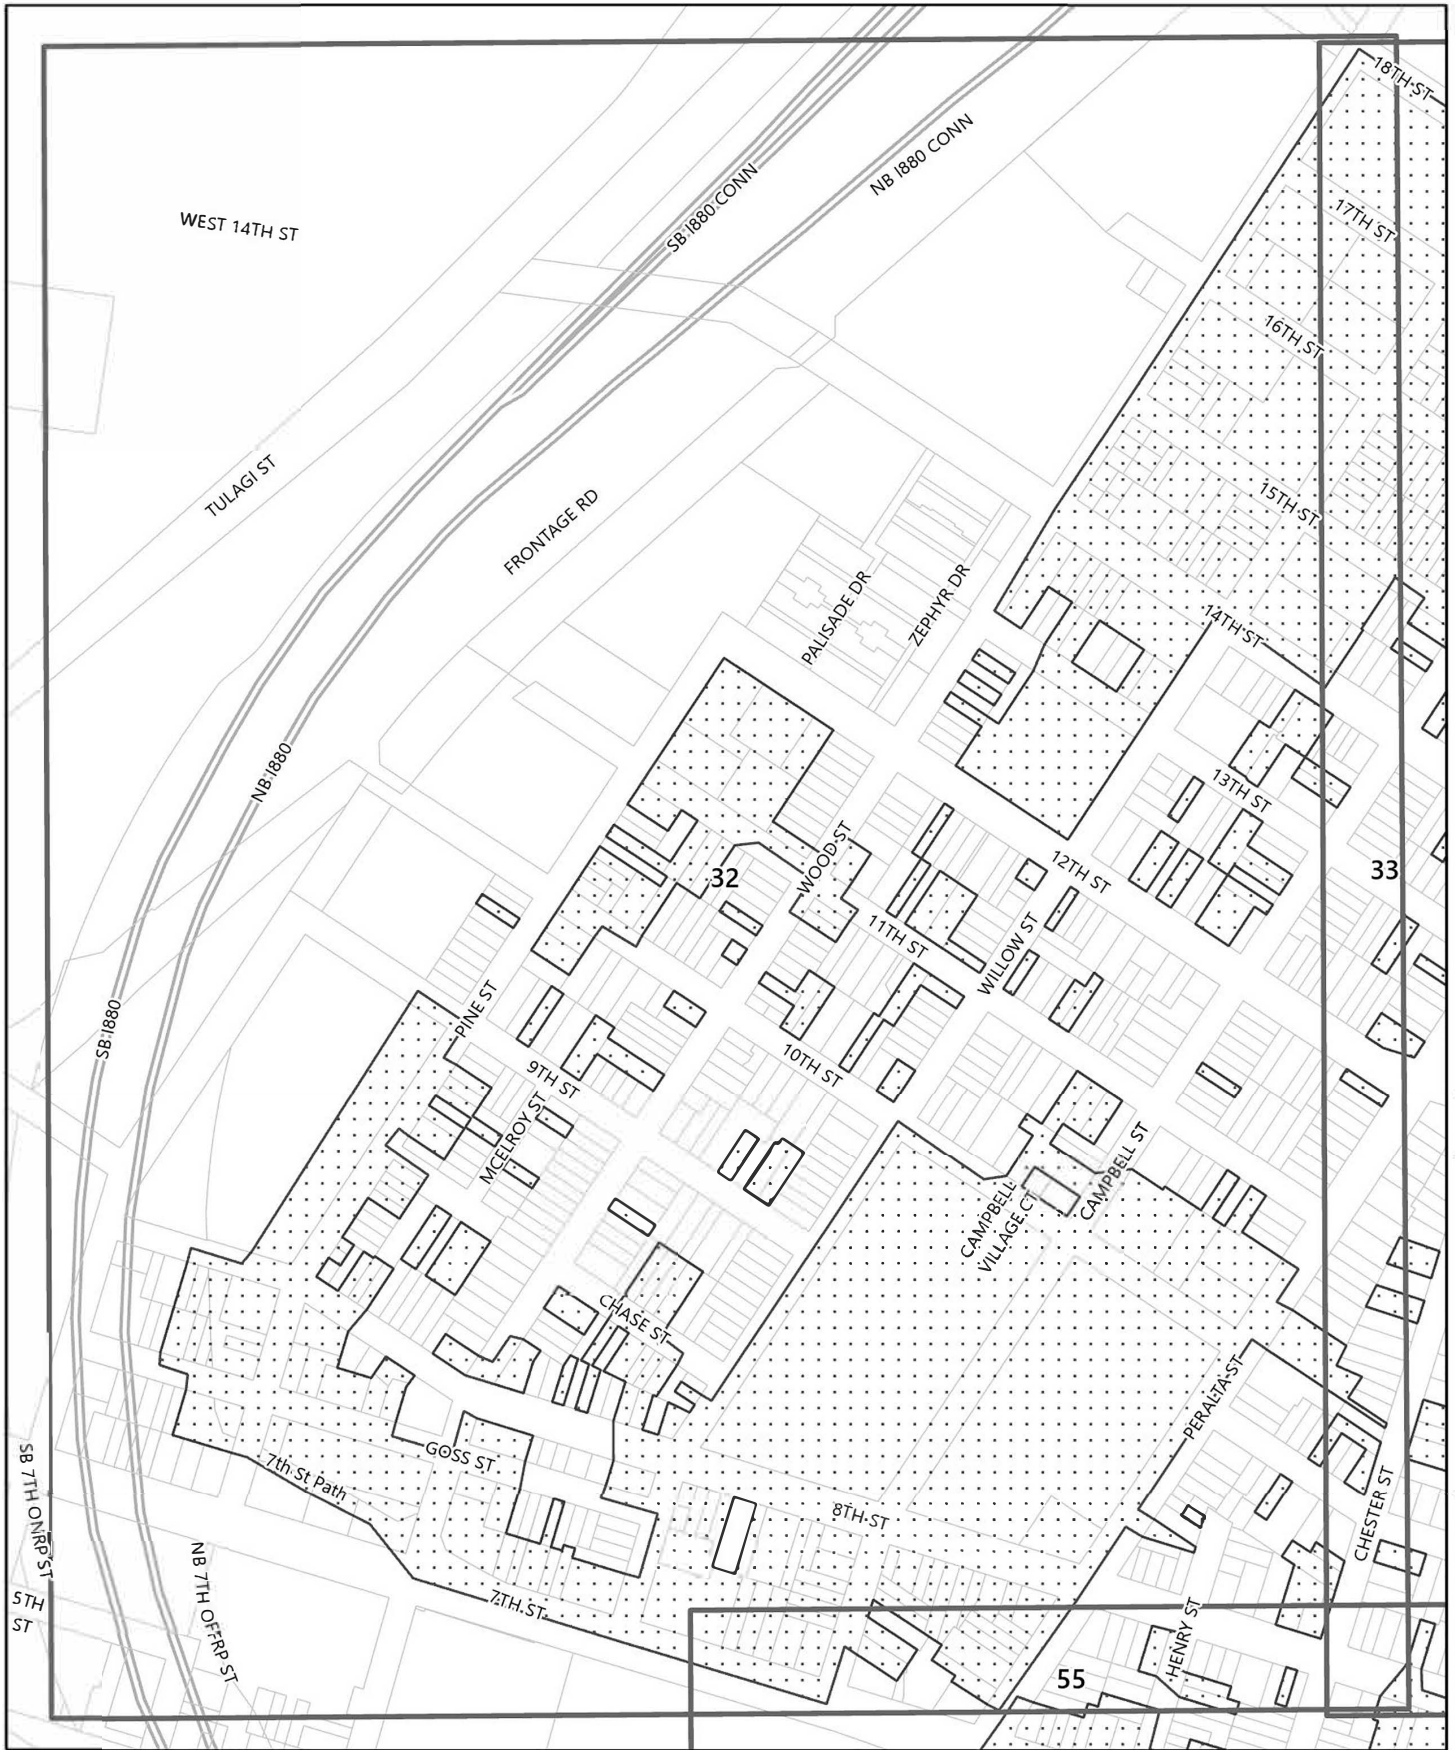 18TH ST
NB I880 CONN
SB I880 CONN
WEST 14TH ST
17TH ST
16TH ST
TULAGI ST
FRONTAGE RD
15TH ST
PALISADE DR
ZEPHYR DR
14TH ST
NB I880
13TH ST
WOOD ST
12TH ST
32
33
11TH ST
WILLOW ST
SB I880
PINE ST
10TH ST
9TH ST
MCELROY ST
CAMPBELL ST
CAMPBELL
VILLAGE CT
CHASE ST
PERALTA ST
GOSS ST
7th St Path
8TH ST
CHESTER ST
SB 7TH ONRP ST
NB 7TH OFFRP ST
5TH
ST
7TH ST
HENRY ST
55